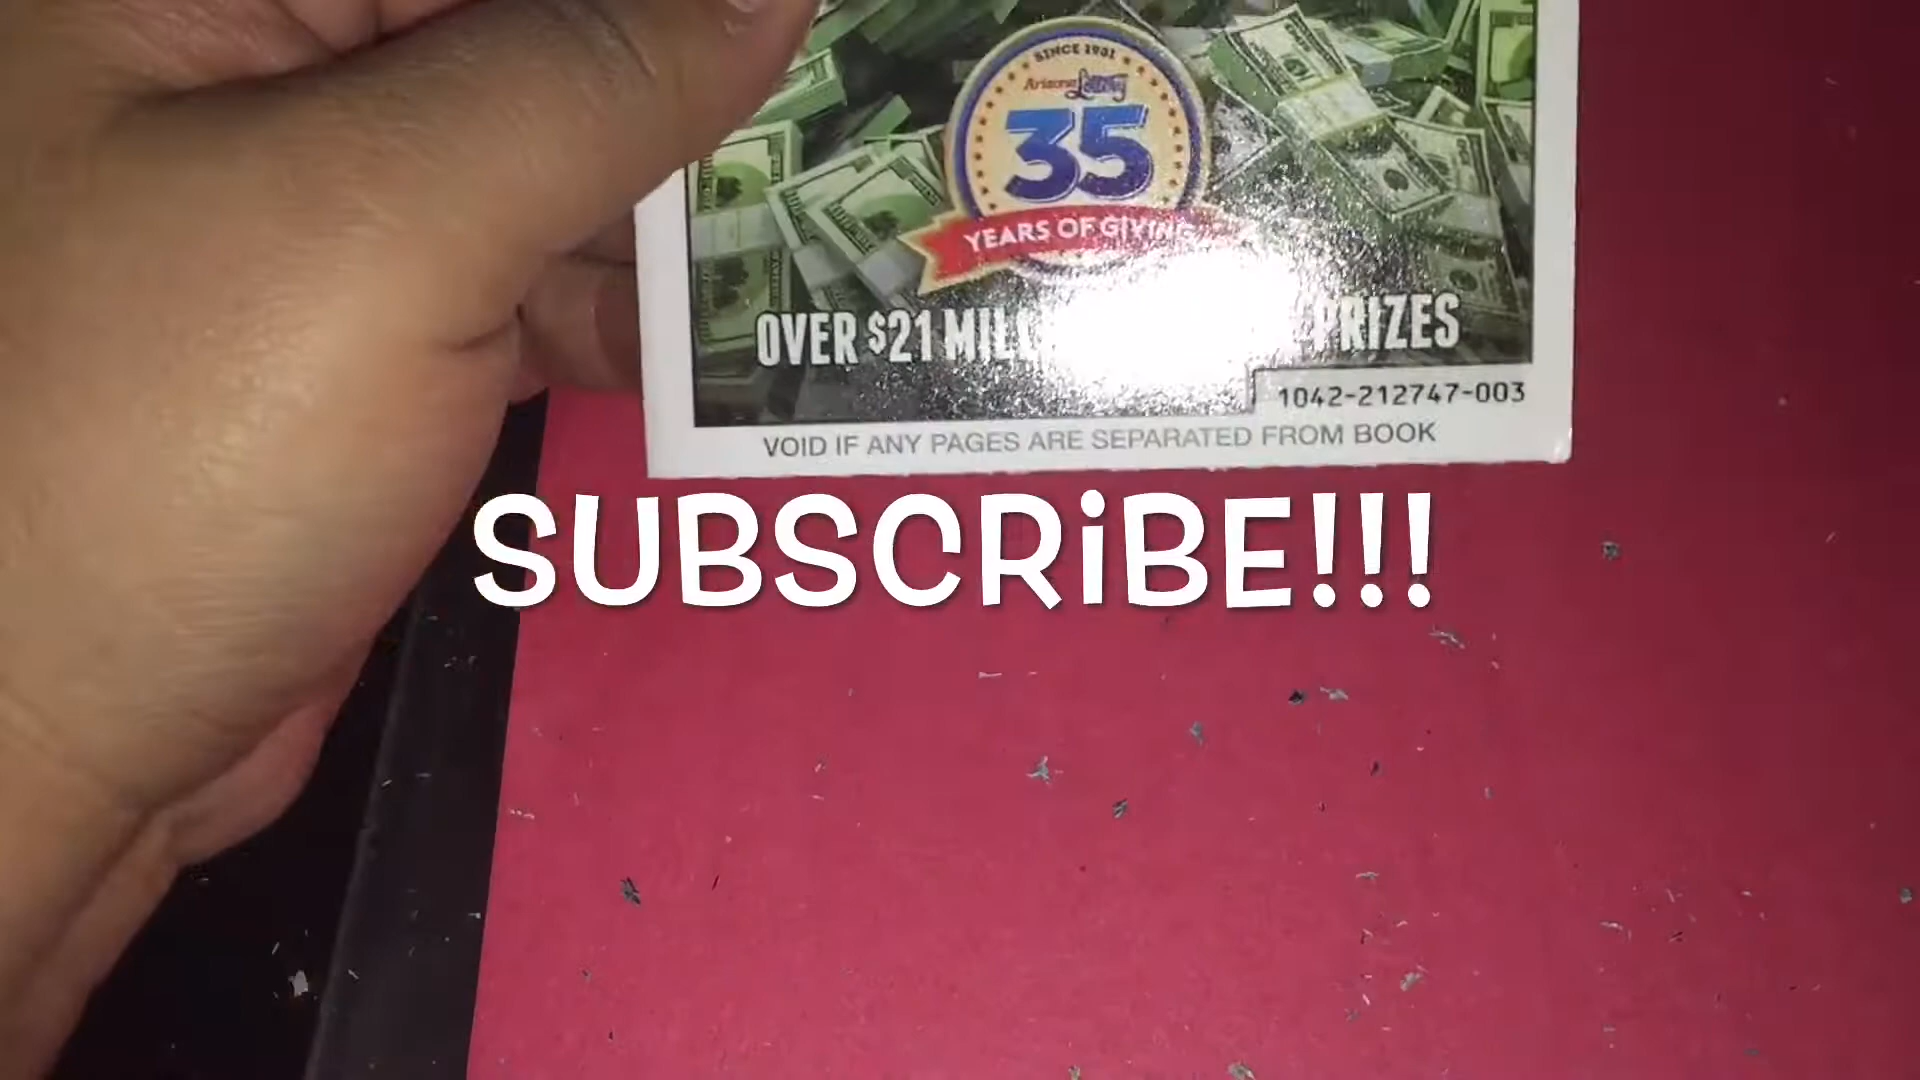 SINCE 1981
Arizona Lottery
35
YEARS OF GIVING
OVER $21 PRIZES
1042-212747-003
VOID IF ANY PAGES ARE SEPARATED FROM BOOK
SUBSCRiBE!!!